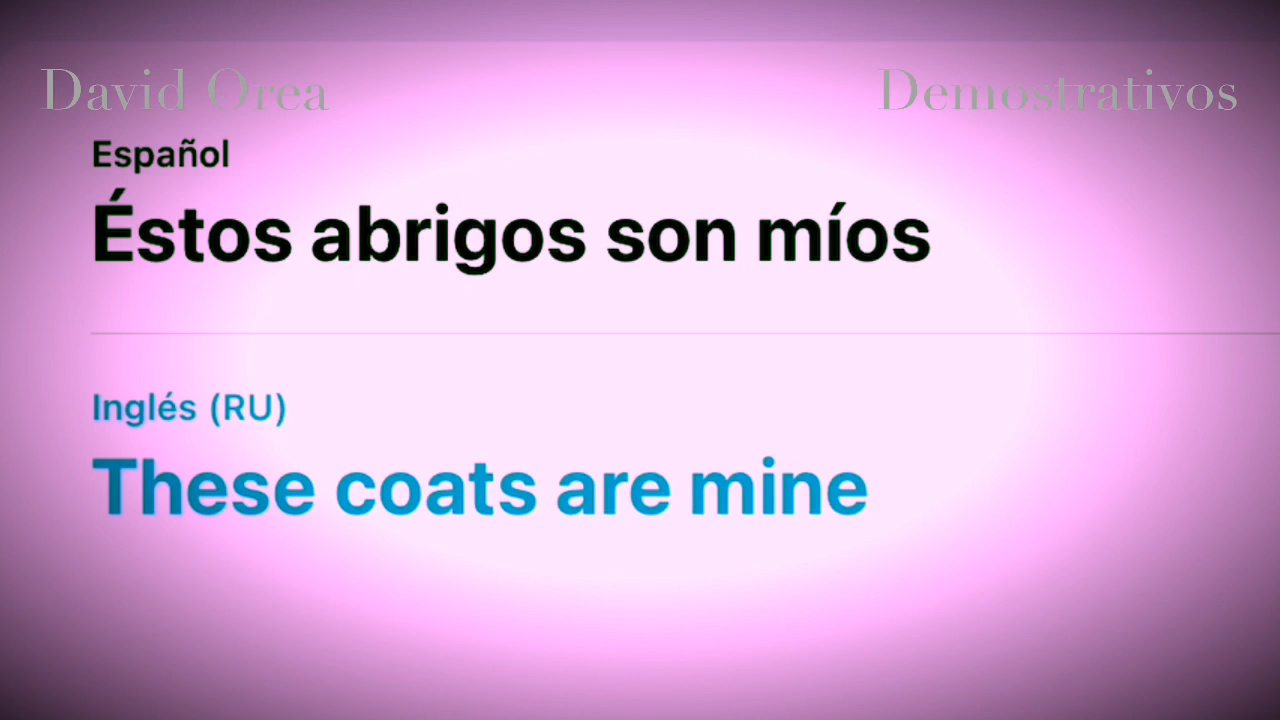 David Orea
Demostrativos
Español
Éstos abrigos son míos
Inglés (RU)
These coats are mine